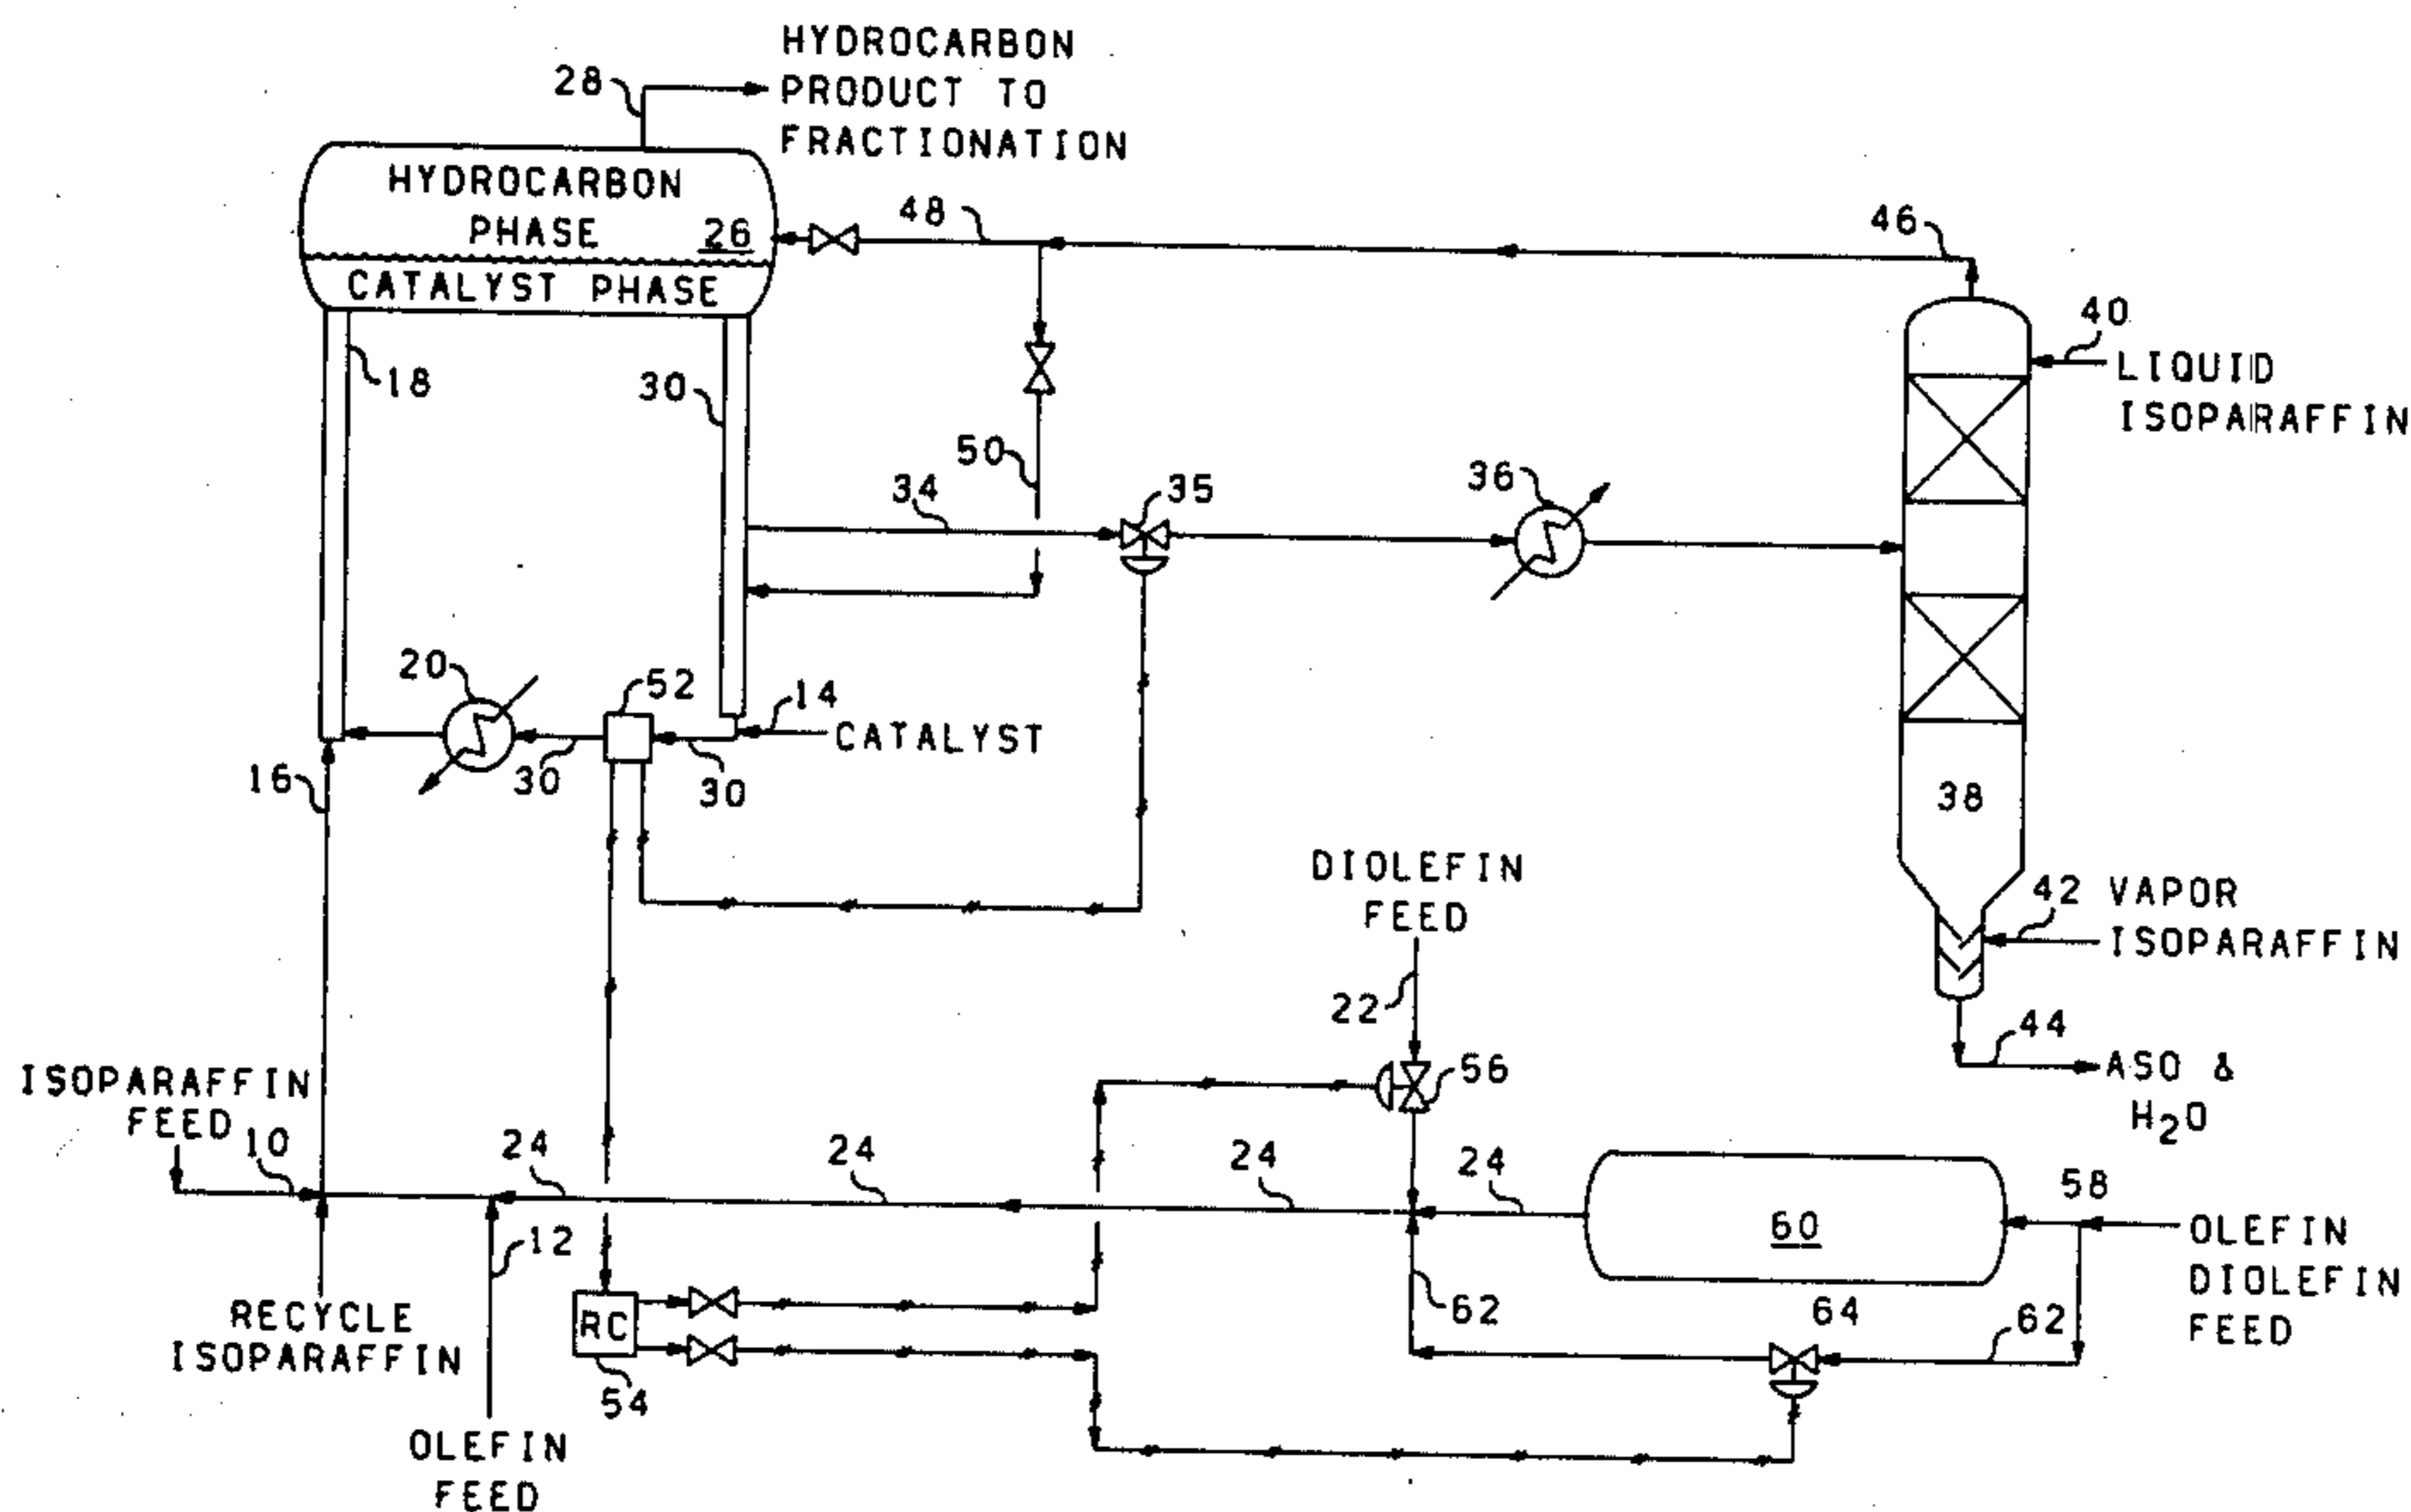 HYDROCARBON
PRODUCT TO
FRACTIONATION
28
HYDROCARBON
PHASE
26
CATALYST PHASE
48
46
40
LIQUID
ISOPARAFFIN
18
30
50
34
35
36
20
52
14
CATALYST
30
30
16
38
DIOLEFIN
FEED
42 VAPOR
ISOPARAFFIN
22
44
ASO &
H2O
56
ISOPARAFFIN
FEED
10
24
24
24
24
58
60
OLEFIN
DIOLEFIN
FEED
12
RECYCLE
ISOPARAFFIN
RC
54
62
64
62
OLEFIN
FEED